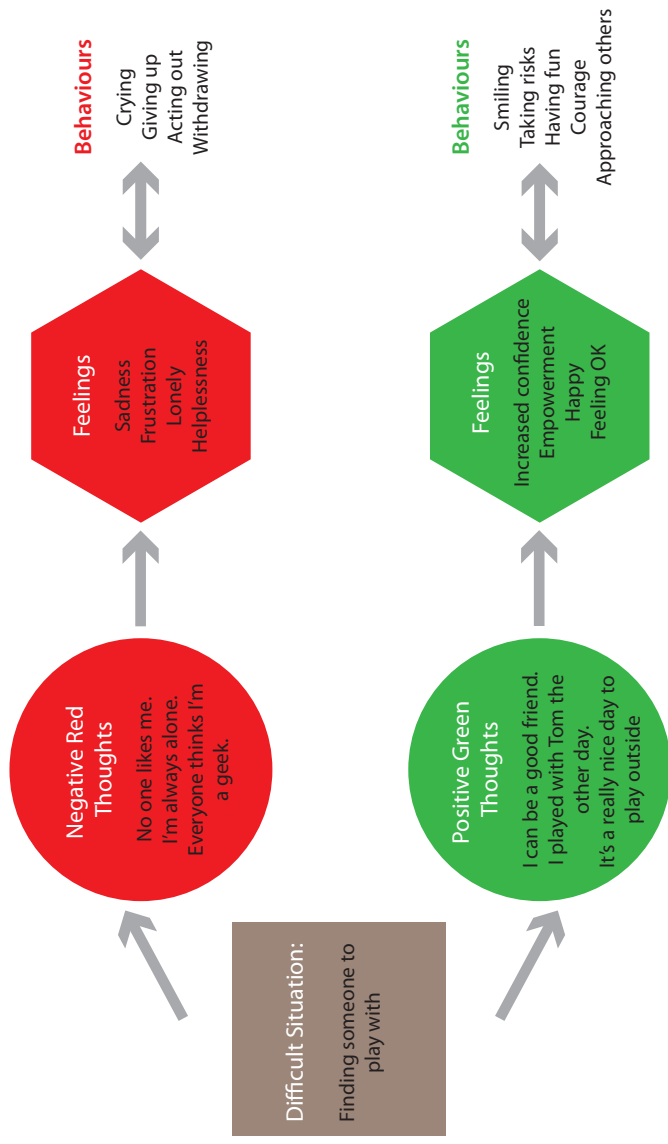 Difficult Situation:
Finding someone to
play with
Negative Red
Thoughts
No one likes me.
I'm always alone.
Everyone thinks I'm
a geek.
Feelings
Sadness
Frustration
Lonely
Helplessness
Behaviours
Crying
Giving up
Acting out
Withdrawing
Positive Green
Thoughts
I can be a good friend.
I played with Tom the
other day.
It's a really nice day to
play outside
Feelings
Increased confidence
Empowerment
Happy
Feeling OK
Behaviours
Smiling
Taking risks
Having fun
Courage
Approaching others